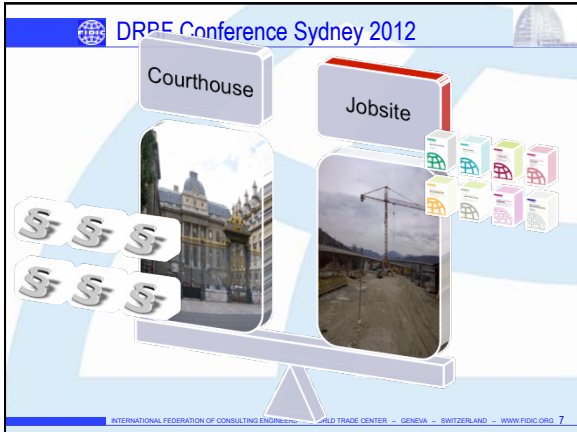 FIDIC
DRBF Conference Sydney 2012
Courthouse
Jobsite
§ § §
§ § §
INTERNATIONAL FEDERATION OF CONSULTING ENGINEERS – WORLD TRADE CENTER – GENEVA – SWITZERLAND – WWW.FIDIC.ORG 7